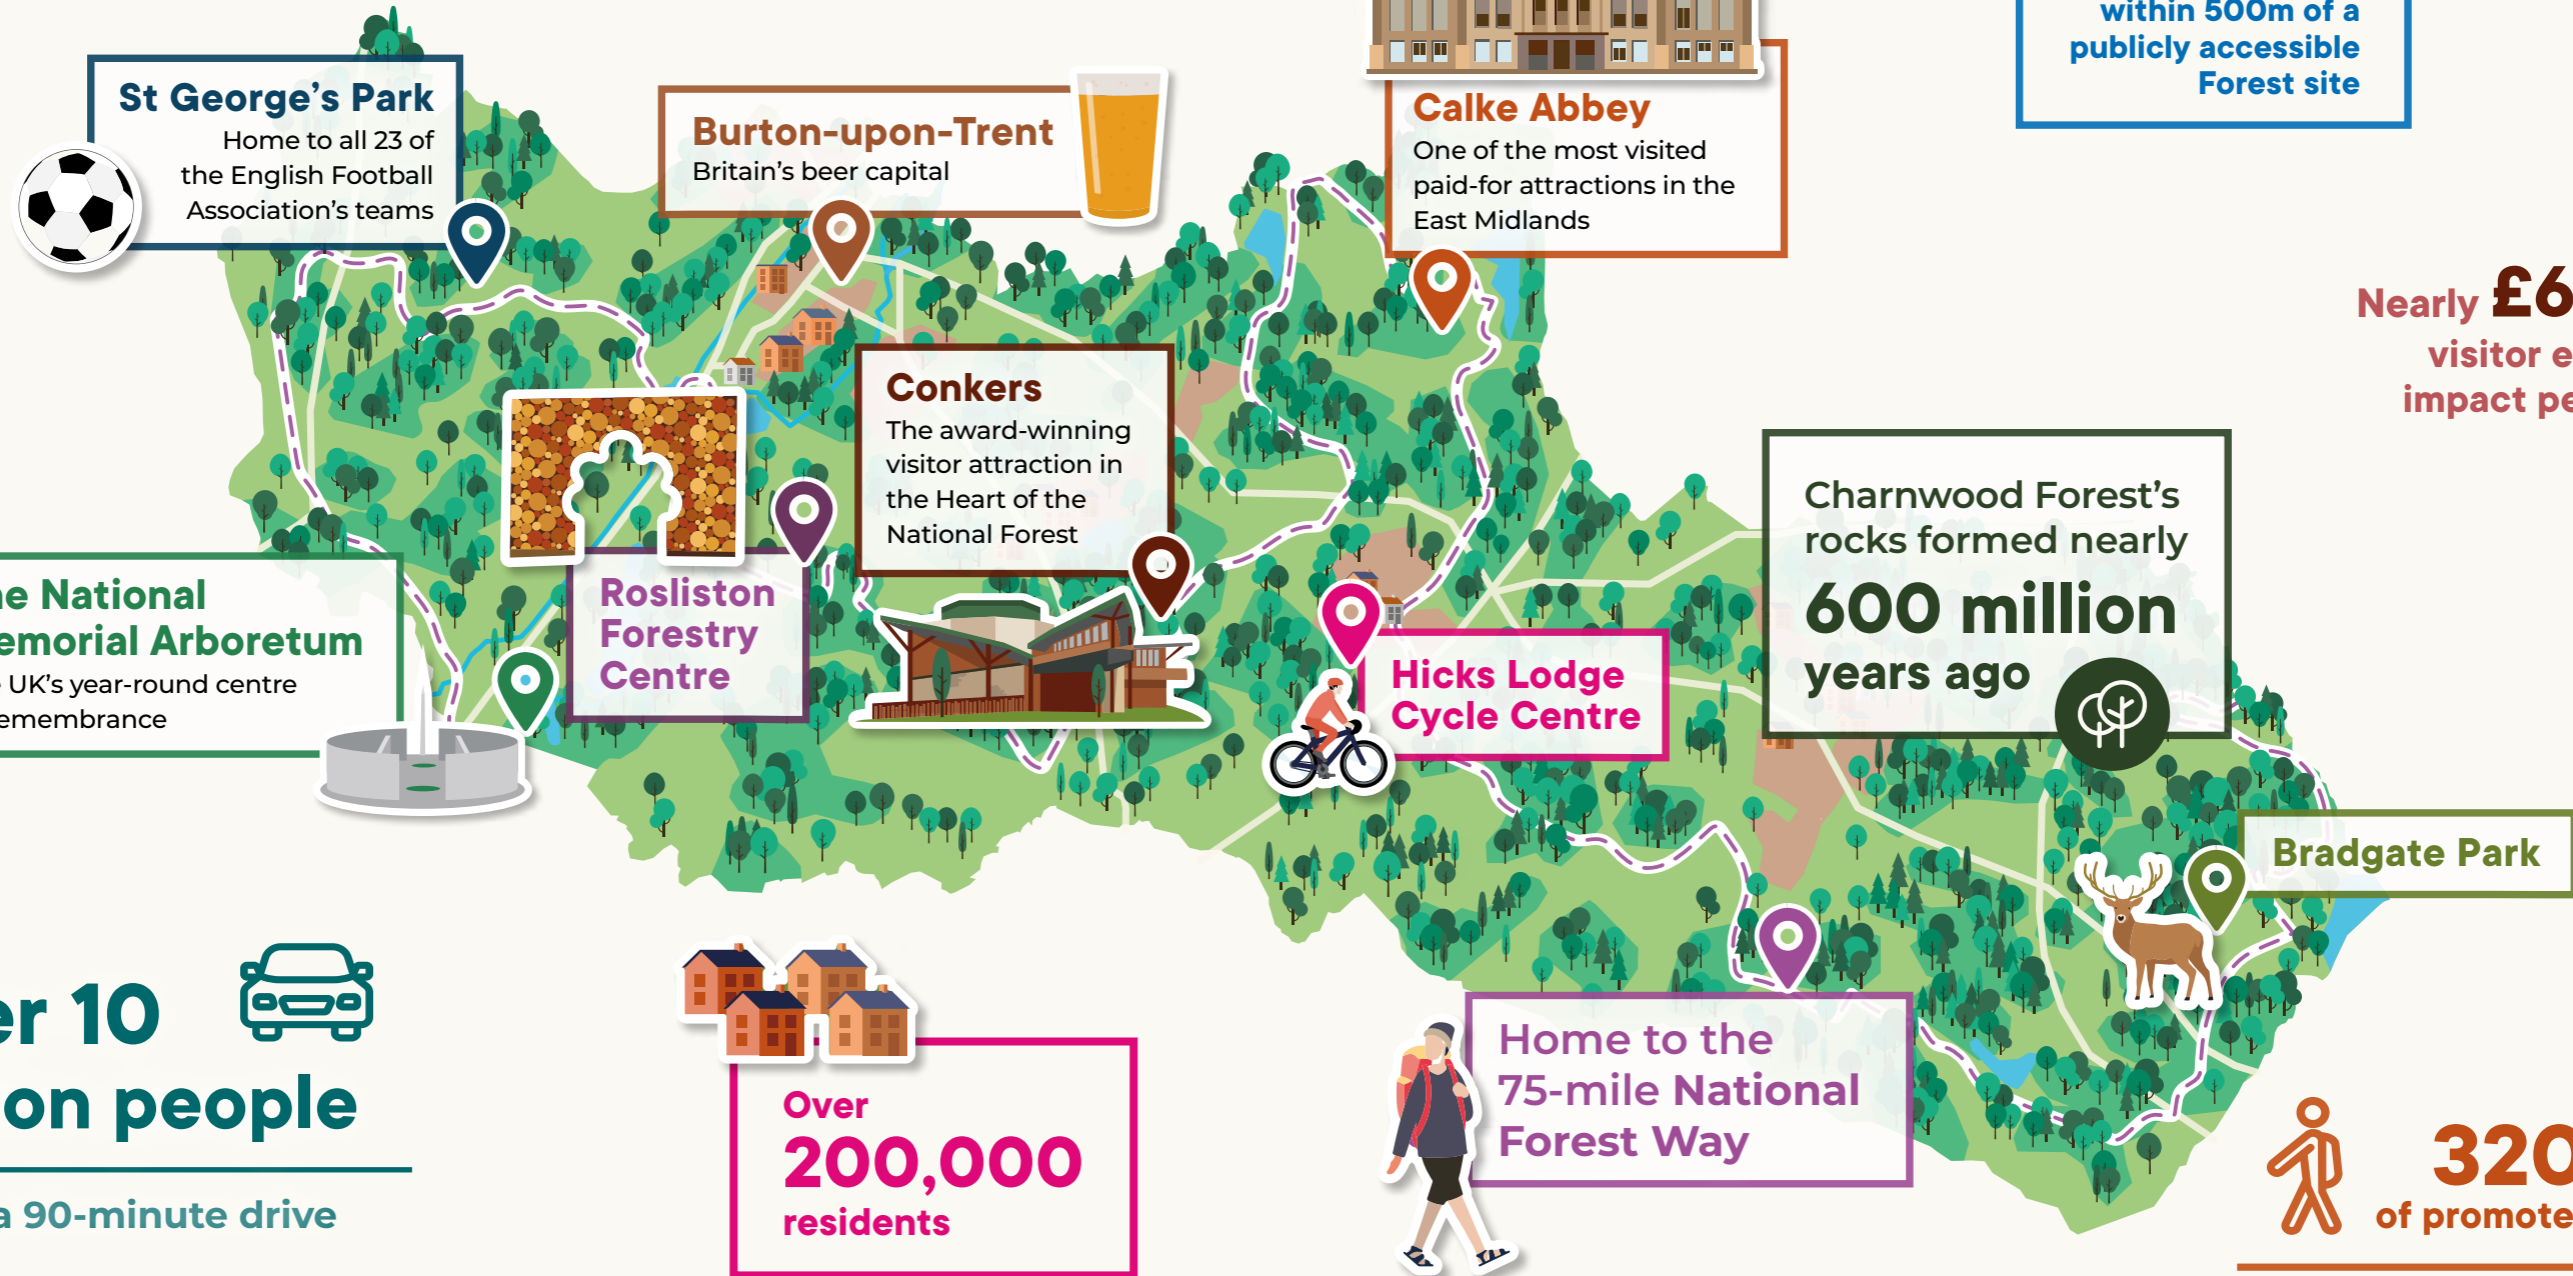 within 500m of a
publicly accessible
Forest site
St George's Park
Home to all 23 of
the English Football
Association's teams
Burton-upon-Trent
Britain's beer capital
Calke Abbey
One of the most visited
paid-for attractions in the
East Midlands
Nearly £6
visitor e
impact pe
Conkers
The award-winning
visitor attraction in
the Heart of the
National Forest
Charnwood Forest's
rocks formed nearly
600 million
years ago
e National
emorial Arboretum
UK's year-round centre
emembrance
Rosliston
Forestry
Centre
Hicks Lodge
Cycle Centre
Bradgate Park
er 10
on people
a 90-minute drive
Over
200,000
residents
Home to the
75-mile National
Forest Way
320
of promote